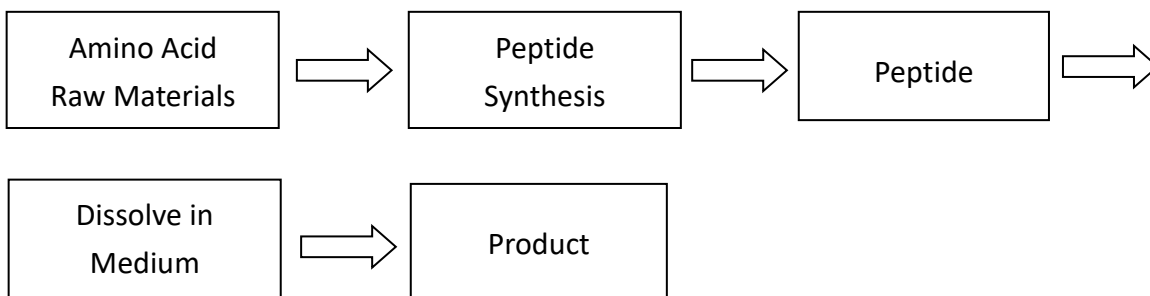 Amino Acid
Raw Materials
Peptide
Synthesis
Peptide
Dissolve in
Medium
Product